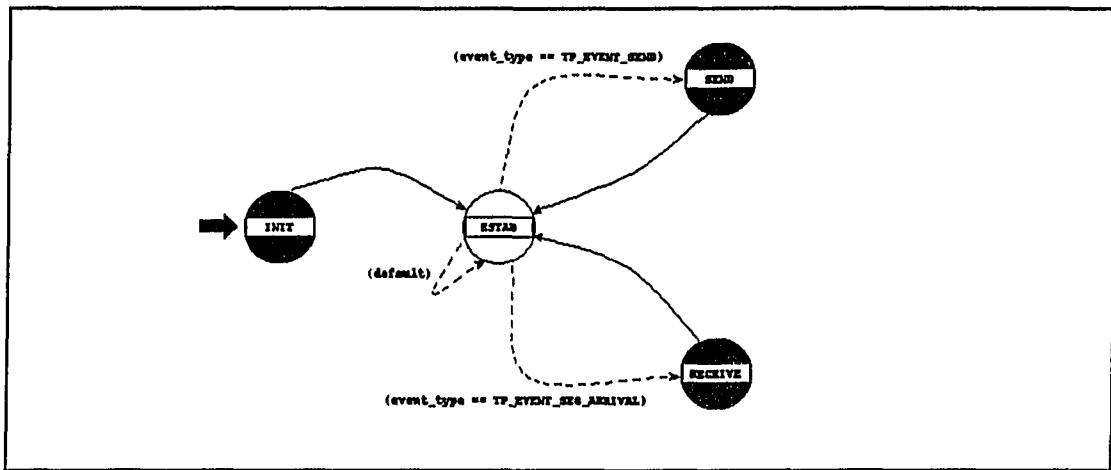 (event_type == TP_EVENT_SEND)
SEND
INIT
ESTAB
(default)
RECEIVE
(event_type == TP_EVENT_SEG_ARRIVAL)